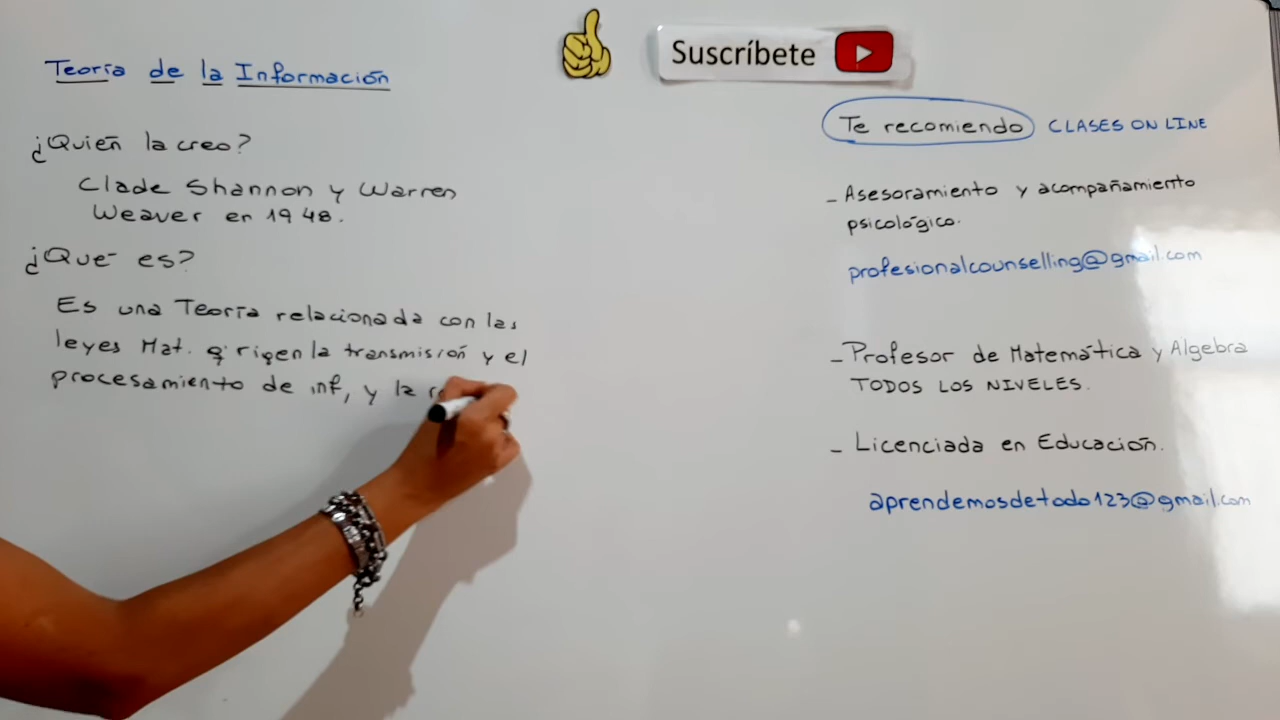 Teoría de la Información
¿Quién la creo?
Clade Shannon y Warren
Weaver en 1948.
¿Qué es?
Es una Teoría relacionada con las
leyes Mat. q' rigen la transmisión y el
procesamiento de inf, y la
Suscríbete
Te recomiendo CLASES ON LINE
- Asesoramiento y acompañamiento
psicológico.
profesionalcounselling@gmail.com
- Profesor de Matemática y Algebra
TODOS LOS NIVELES.
- Licenciada en Educación.
aprendemosdetodo123@gmail.com